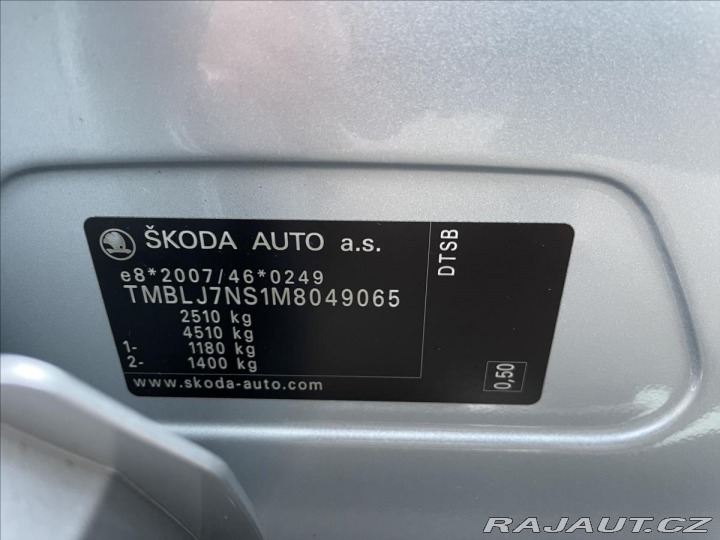 ŠKODA AUTO a.s.
e8*2007/46*0249
TMBLJ7NS1M8049065
2510 kg
4510 kg
1- 1180 kg
2- 1400 kg
www.skoda-auto.com
DTSB
0,50
RAJAUT.CZ